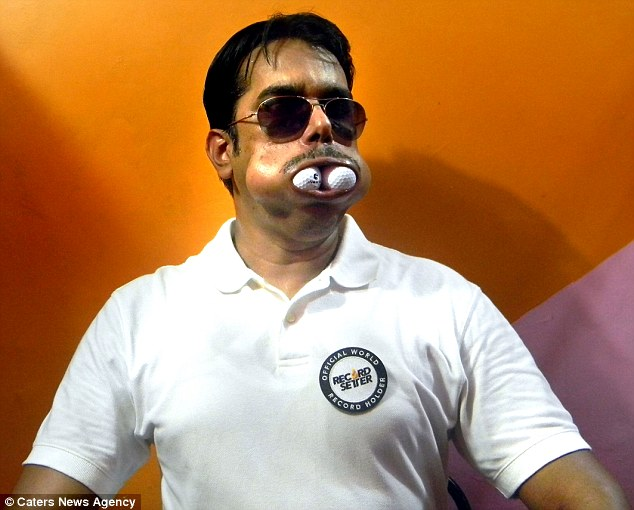 OFFICIAL WORLD
RECORD
SETTER
RECORD HOLDER
© Caters News Agency